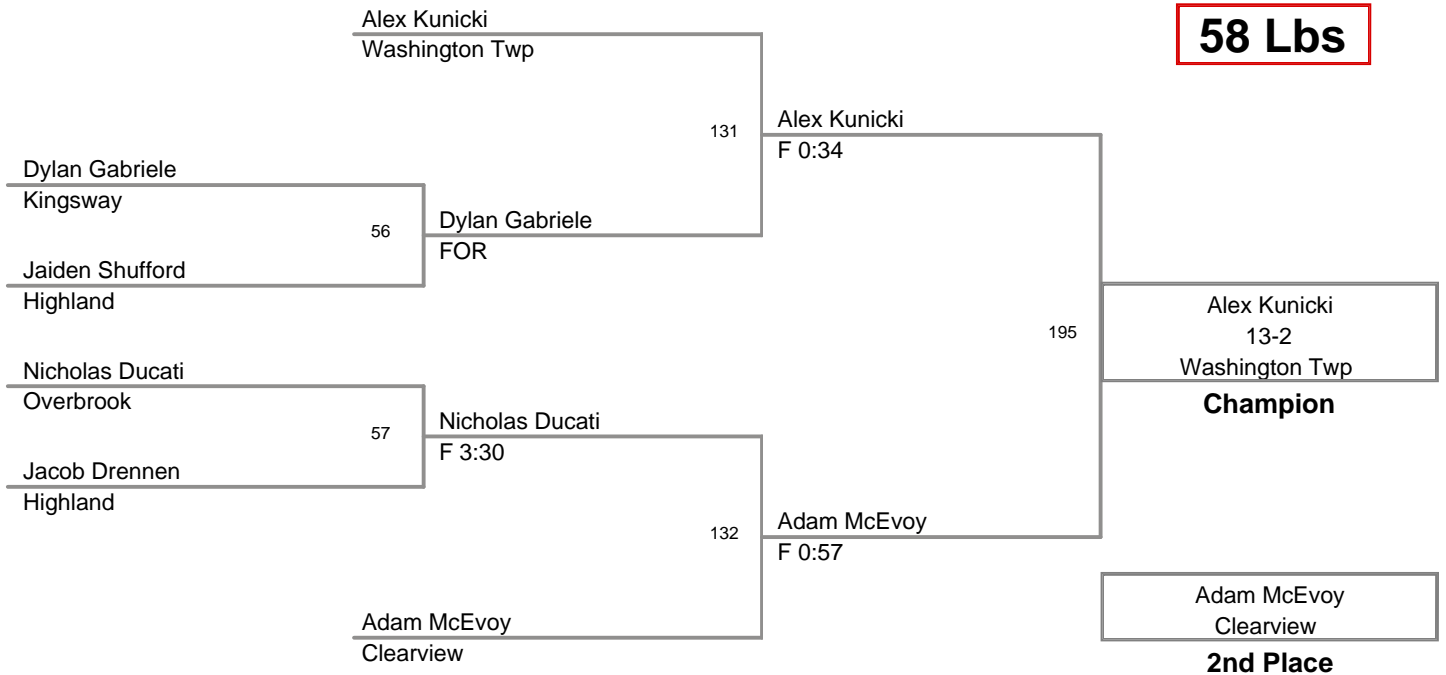 58 Lbs
Alex Kunicki
Washington Twp
131
Alex Kunicki
F 0:34
Dylan Gabriele
Kingsway
56
Dylan Gabriele
FOR
Jaiden Shufford
Highland
195
Alex Kunicki
13-2
Washington Twp
Champion
Nicholas Ducati
Overbrook
57
Nicholas Ducati
F 3:30
Jacob Drennen
Highland
132
Adam McEvoy
F 0:57
Adam McEvoy
Clearview
Adam McEvoy
Clearview
2nd Place